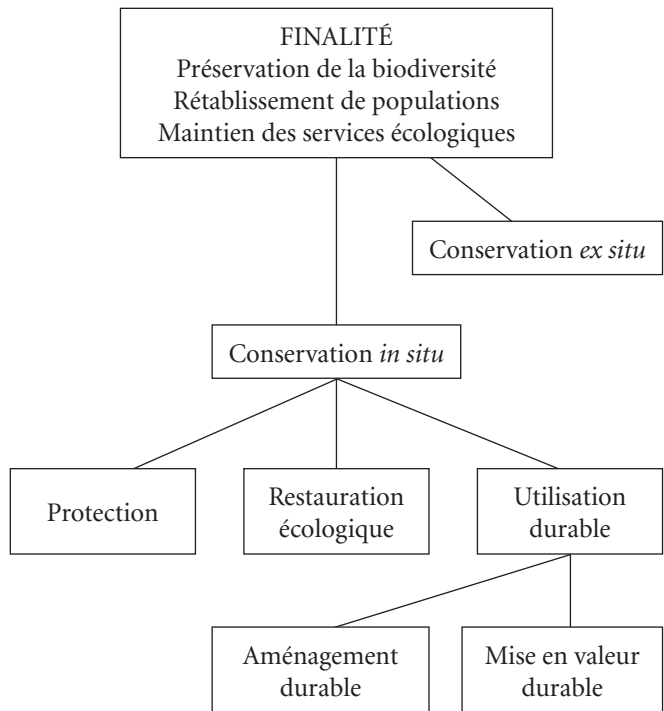 FINALITÉ
Préservation de la biodiversité
Rétablissement de populations
Maintien des services écologiques
Conservation ex situ
Conservation in situ
Protection
Restauration
écologique
Utilisation
durable
Aménagement
durable
Mise en valeur
durable